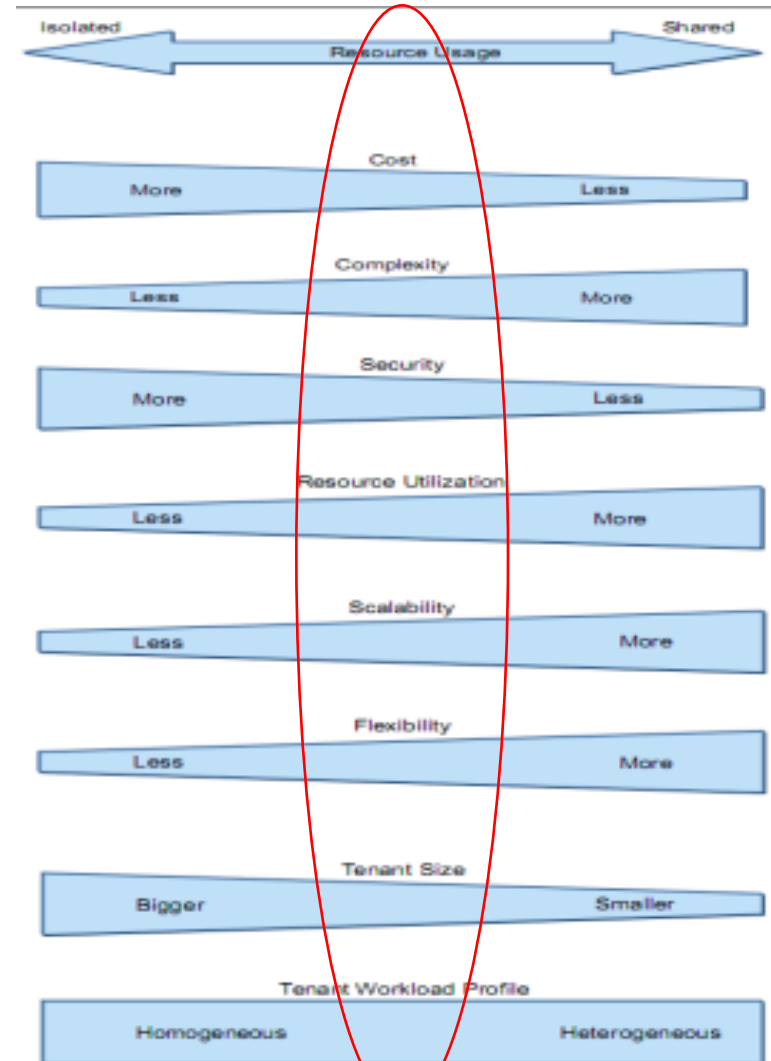 Isolated Shared
Resource Usage
Cost
More Less
Complexity
Less More
Security
More Less
Resource Utilization
Less More
Scalability
Less More
Flexibility
Less More
Tenant Size
Bigger Smaller
Tenant Workload Profile
Homogeneous Heterogeneous